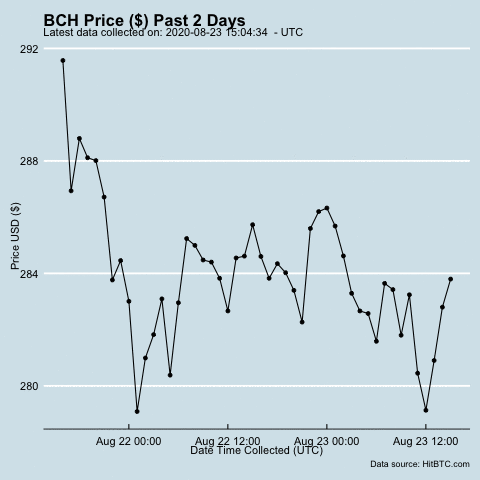 BCH Price ($) Past 2 Days
Latest data collected on: 2020-08-23 15:04:34  - UTC
292
288
284
280
Price USD ($)
Aug 22 00:00 Aug 22 12:00 Aug 23 00:00 Aug 23 12:00
Date Time Collected (UTC)
Data source: HitBTC.com